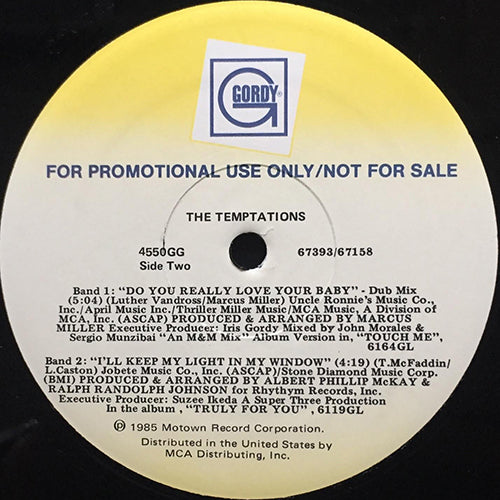 GORDY®
FOR PROMOTIONAL USE ONLY/NOT FOR SALE
THE TEMPTATIONS
4550GG 67393/67158
Side Two
Band 1: "DO YOU REALLY LOVE YOUR BABY" - Dub Mix
(5:04) (Luther Vandross/Marcus Miller) Uncle Ronnie's Music Co.,
Inc./April Music Inc./Thriller Miller Music/MCA Music, A Division of
MCA, Inc. (ASCAP) PRODUCED & ARRANGED BY MARCUS
MILLER Executive Producer: Iris Gordy Mixed by John Morales &
Sergio Munzibai "An M&M Mix" Album Version in, "TOUCH ME",
6164GL
Band 2: "I'LL KEEP MY LIGHT IN MY WINDOW" (4:19) (T.McFaddin/
L.Caston) Jobete Music Co., Inc. (ASCAP)/Stone Diamond Music Corp.
(BMI) PRODUCED & ARRANGED BY ALBERT PHILLIP McKAY &
RALPH RANDOLPH JOHNSON for Rhythym Records, Inc.
Executive Producer: Suzee Ikeda A Super Three Production
In the album , "TRULY FOR YOU" , 6119GL
℗ 1985 Motown Record Corporation.
Distributed in the United States by
MCA Distributing, Inc.